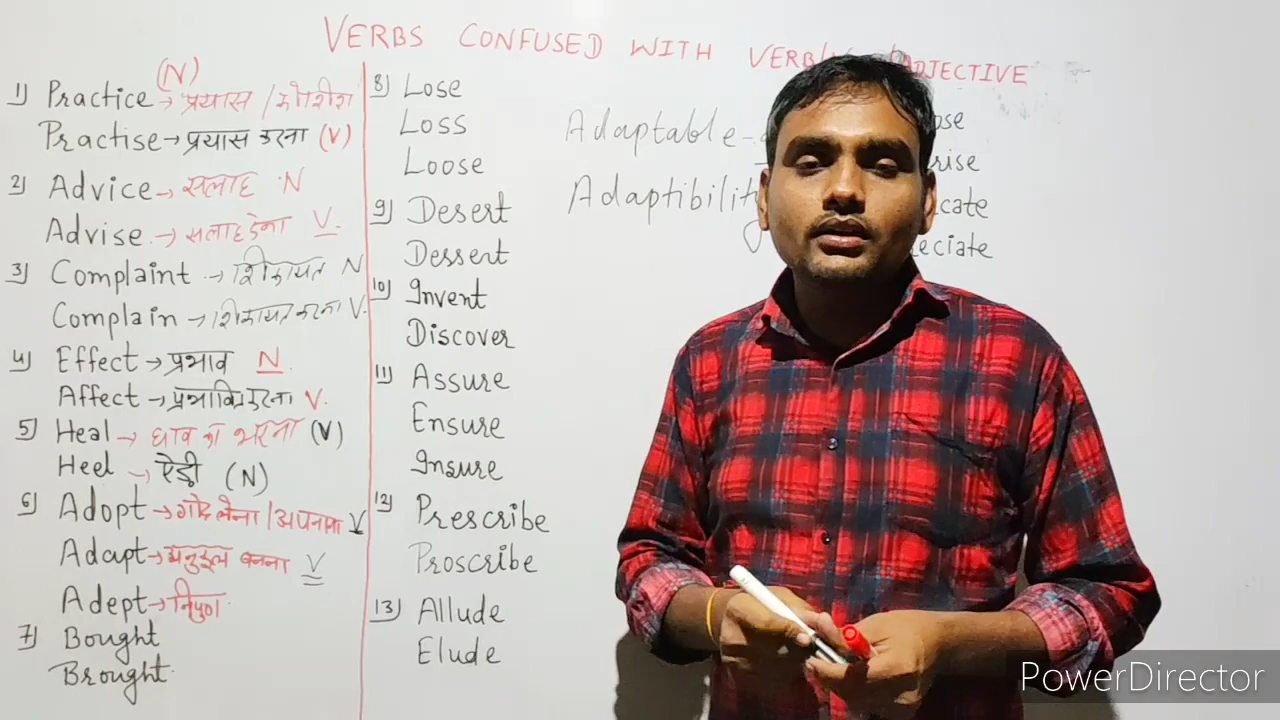 VERBS CONFUSED WITH VERB ADJECTIVE
(N)
1) Practice → प्रयास / कोशिश
Practise → प्रयास करना (V)
2) Advice → सलाह N
Advise → सलाह देना V.
3) Complaint → शिकायत N
Complain → शिकायत करना V.
4) Effect → प्रभाव N
Affect → प्रभावित करना V.
5) Heal → घाव का भरना (V)
Heel → ऐड़ी (N)
6) Adopt → गोद लेना / अपनाना V
Adapt → अनुकूल बनना V
Adept → निपुण
7) Bought
Brought
8) Lose
Loss
Loose
9) Desert
Dessert
10) Invent
Discover
11) Assure
Ensure
Insure
12) Prescribe
Proscribe
13) Allude
Elude
Adaptable -
Adaptibility
ose
rise
cate
eciate
PowerDirector